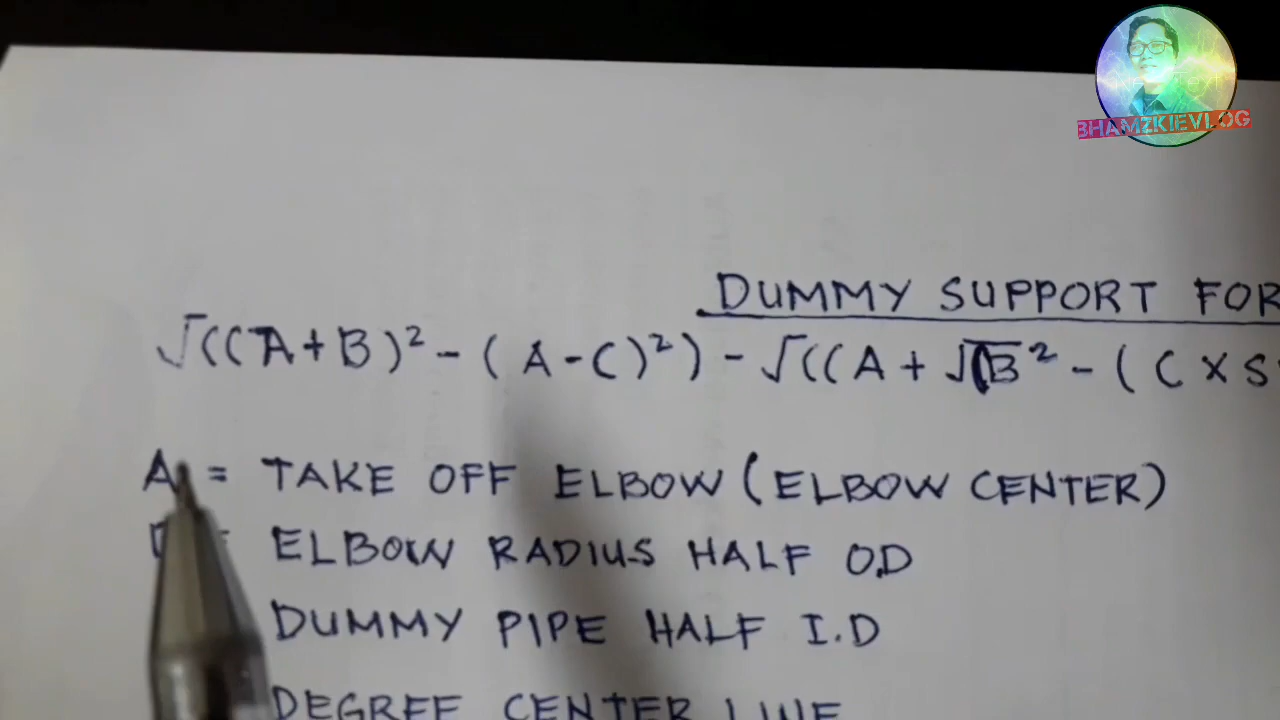 BHAMZKIEVLOG
DUMMY SUPPORT FOR
√((A+B)² - (A-C)²) - √((A + √(B² - (C X S
A = TAKE OFF ELBOW (ELBOW CENTER)
ELBOW RADIUS HALF O.D
DUMMY PIPE HALF I.D
DEGREE CENTER LINE